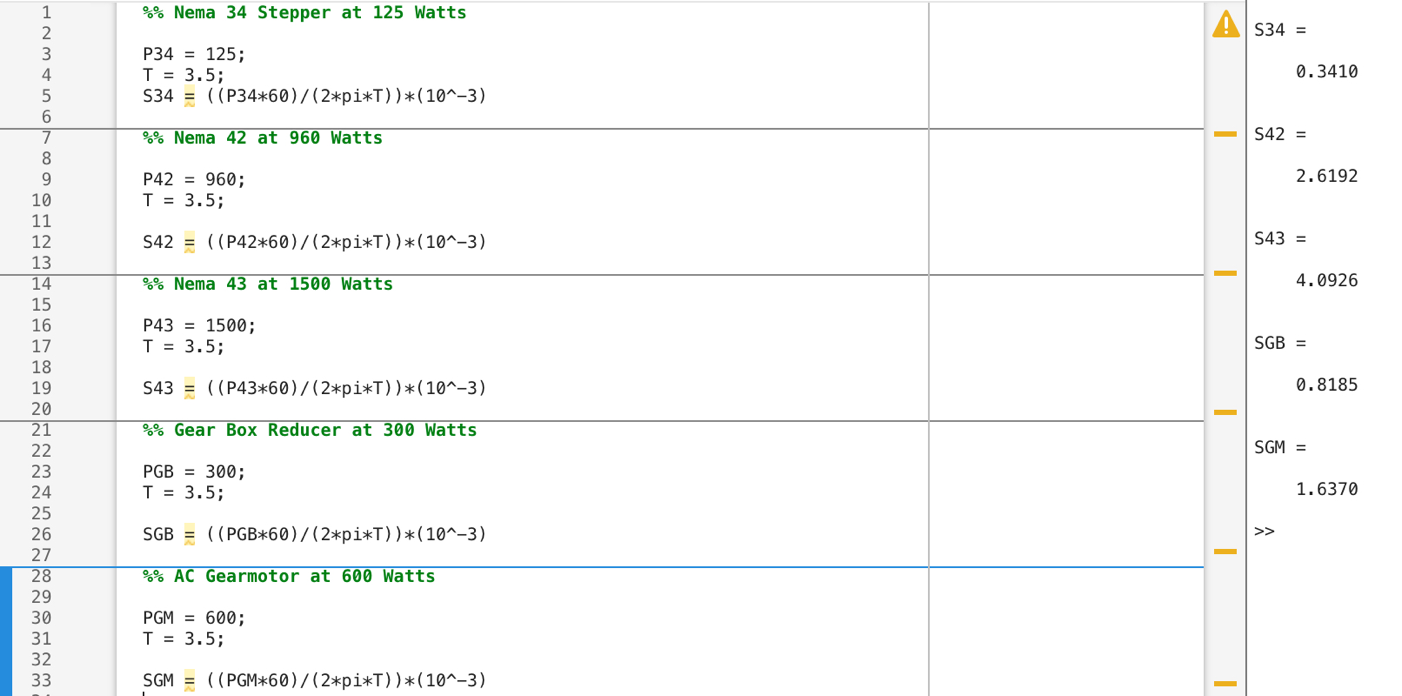 1 %% Nema 34 Stepper at 125 Watts
2
3 P34 = 125;
4 T = 3.5;
5 S34 = ((P34*60)/(2*pi*T))*(10^-3)
6
7 %% Nema 42 at 960 Watts
8
9 P42 = 960;
10 T = 3.5;
11
12 S42 = ((P42*60)/(2*pi*T))*(10^-3)
13
14 %% Nema 43 at 1500 Watts
15
16 P43 = 1500;
17 T = 3.5;
18
19 S43 = ((P43*60)/(2*pi*T))*(10^-3)
20
21 %% Gear Box Reducer at 300 Watts
22
23 PGB = 300;
24 T = 3.5;
25
26 SGB = ((PGB*60)/(2*pi*T))*(10^-3)
27
28 %% AC Gearmotor at 600 Watts
29
30 PGM = 600;
31 T = 3.5;
32
33 SGM = ((PGM*60)/(2*pi*T))*(10^-3)
S34 =
0.3410
S42 =
2.6192
S43 =
4.0926
SGB =
0.8185
SGM =
1.6370
>>